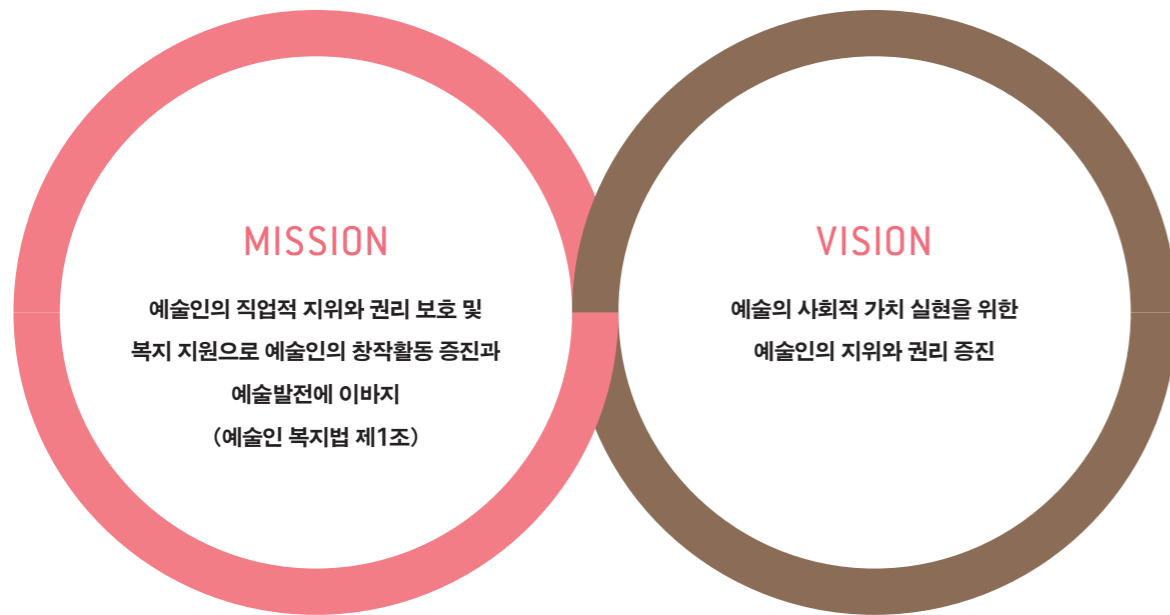 MISSION
예술인의 직업적 지위와 권리 보호 및
복지 지원으로 예술인의 창작활동 증진과
예술발전에 이바지
(예술인 복지법 제1조)
VISION
예술의 사회적 가치 실현을 위한
예술인의 지위와 권리 증진